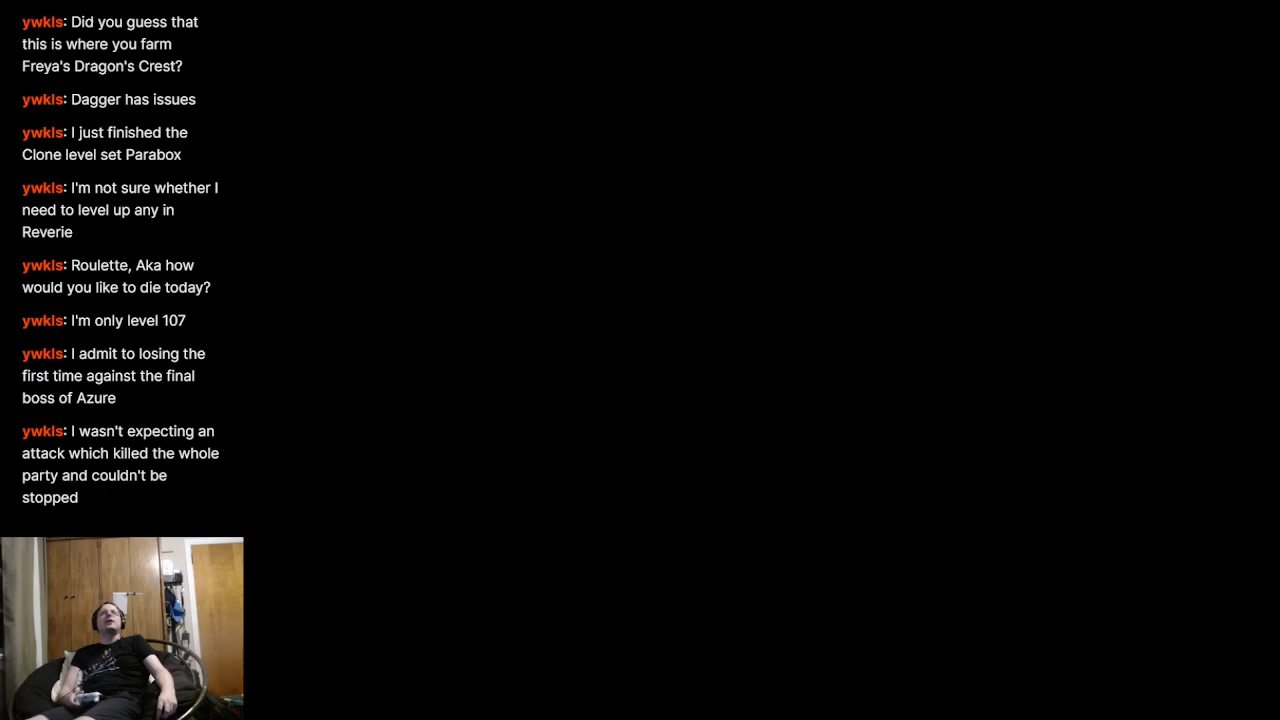 ywkls: Did you guess that
this is where you farm
Freya's Dragon's Crest?
ywkls: Dagger has issues
ywkls: I just finished the
Clone level set Parabox
ywkls: I'm not sure whether I
need to level up any in
Reverie
ywkls: Roulette, Aka how
would you like to die today?
ywkls: I'm only level 107
ywkls: I admit to losing the
first time against the final
boss of Azure
ywkls: I wasn't expecting an
attack which killed the whole
party and couldn't be
stopped